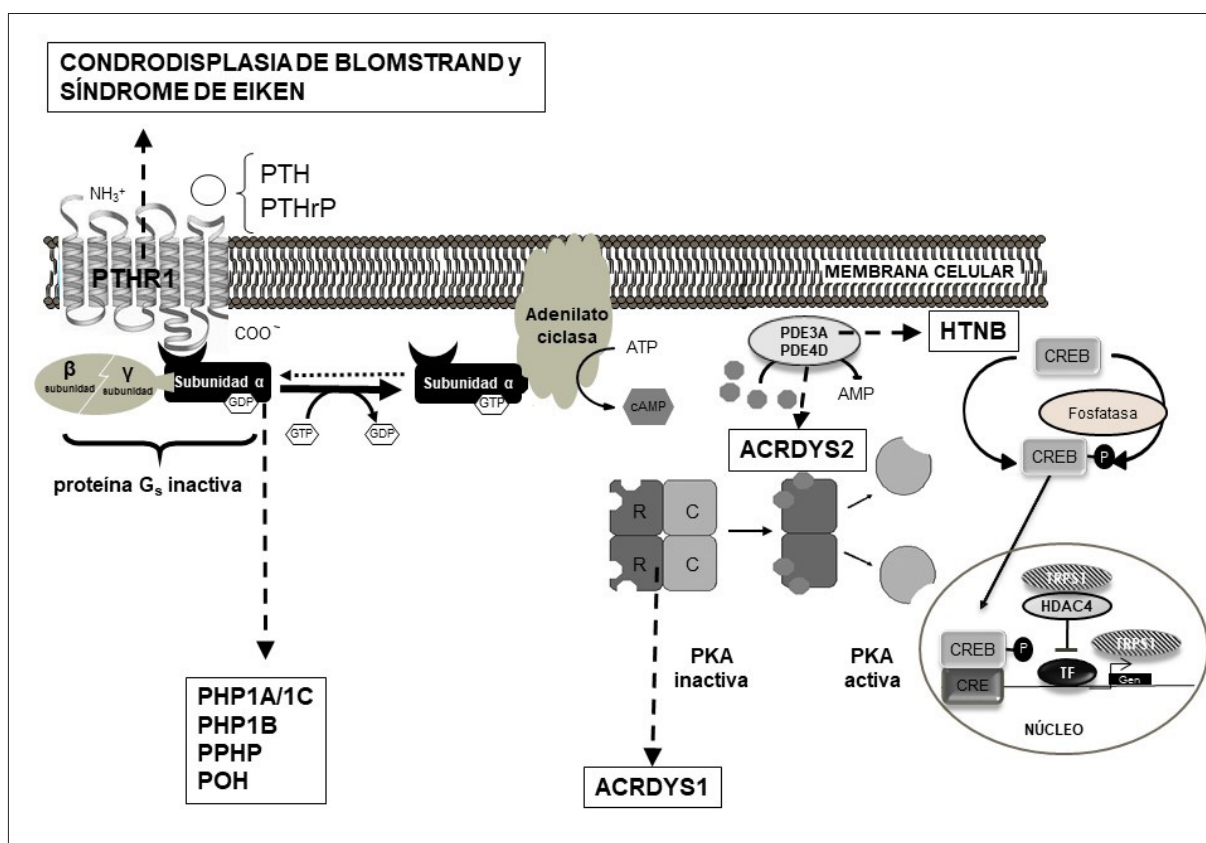 CONDRODISPLASIA DE BLOMSTRAND y
SÍNDROME DE EIKEN
NH₃⁺
PTH
PTHrP
PTHR1
MEMBRANA CELULAR
COO~
Adenilato
ciclasa
β
subunidad
γ
subunidad
Subunidad α
GDP
GTP
GDP
Subunidad α
GTP
ATP
cAMP
PDE3A
PDE4D
AMP
HTNB
ACRDYS2
CREB
Fosfatasa
CREB
P
proteína Gₛ inactiva
R
C
R
C
PKA
inactiva
PKA
activa
TRPS1
HDAC4
CREB
P
TRPS1
CRE
TF
Gen
NÚCLEO
PHP1A/1C
PHP1B
PPHP
POH
ACRDYS1